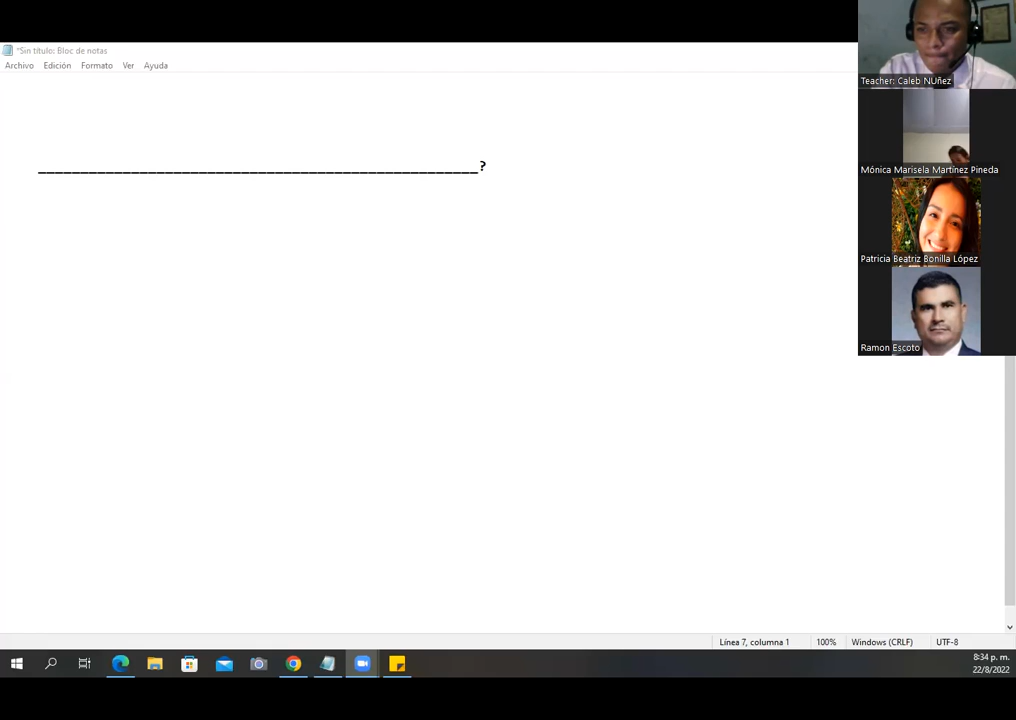 *Sin título: Bloc de notas
Archivo Edición Formato Ver Ayuda
____________________________________________________?
Teacher: Caleb NUñez
Mónica Marisela Martínez Pineda
Patricia Beatriz Bonilla López
Ramon Escoto
Línea 7, columna 1 100% Windows (CRLF) UTF-8
8:34 p. m.
22/8/2022